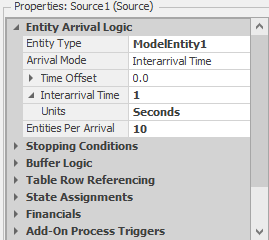 Properties: Source1 (Source)
Entity Arrival Logic
Entity Type ModelEntity1
Arrival Mode Interarrival Time
Time Offset 0.0
Interarrival Time 1
Units Seconds
Entities Per Arrival 10
Stopping Conditions
Buffer Logic
Table Row Referencing
State Assignments
Financials
Add-On Process Triggers